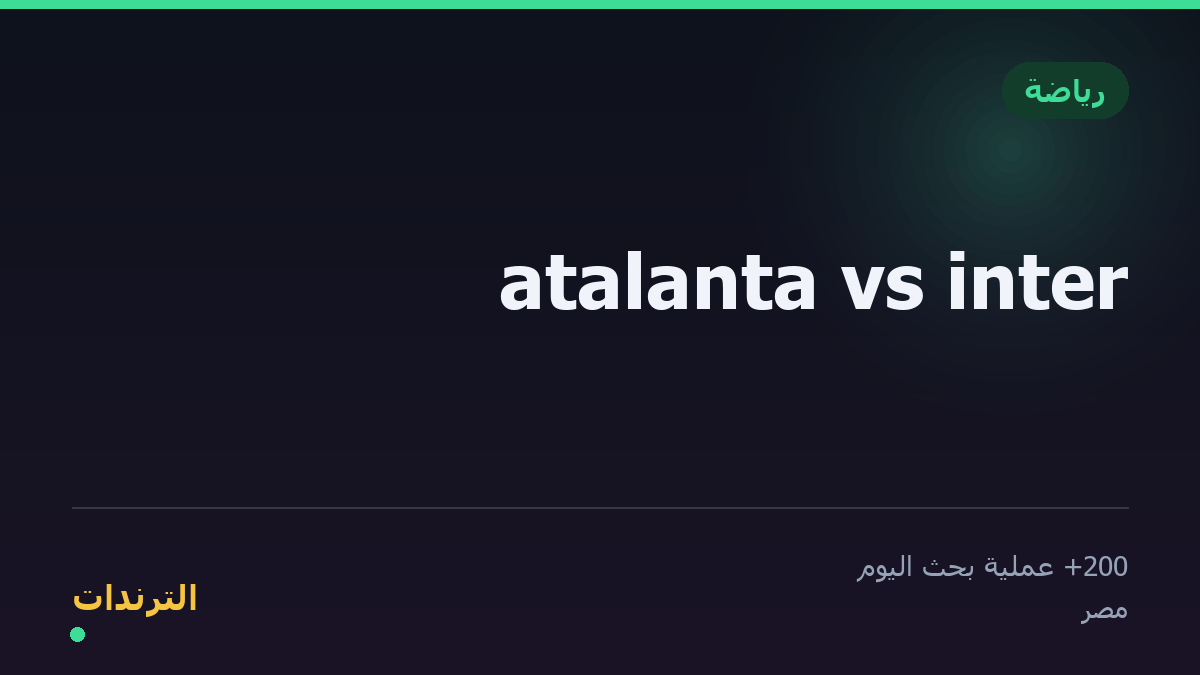 رياضة
atalanta vs inter
200+ عملية بحث اليوم
مصر
الترندات